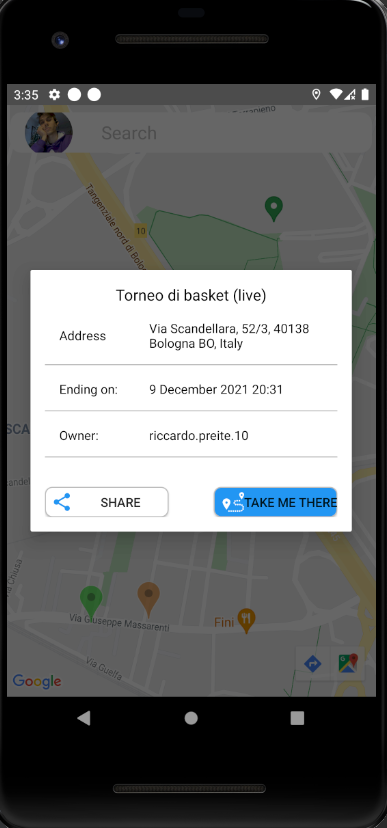 3:35
Search
Tangenziale nord di Bolo
10
Torneo di basket (live)
Address
Via Scandellara, 52/3, 40138
Bologna BO, Italy
Ending on:
9 December 2021 20:31
Owner:
riccardo.preite.10
SHARE
TAKE ME THERE
SCA
Via Giuseppe Massarenti
Fini
Via Guelfa
Google